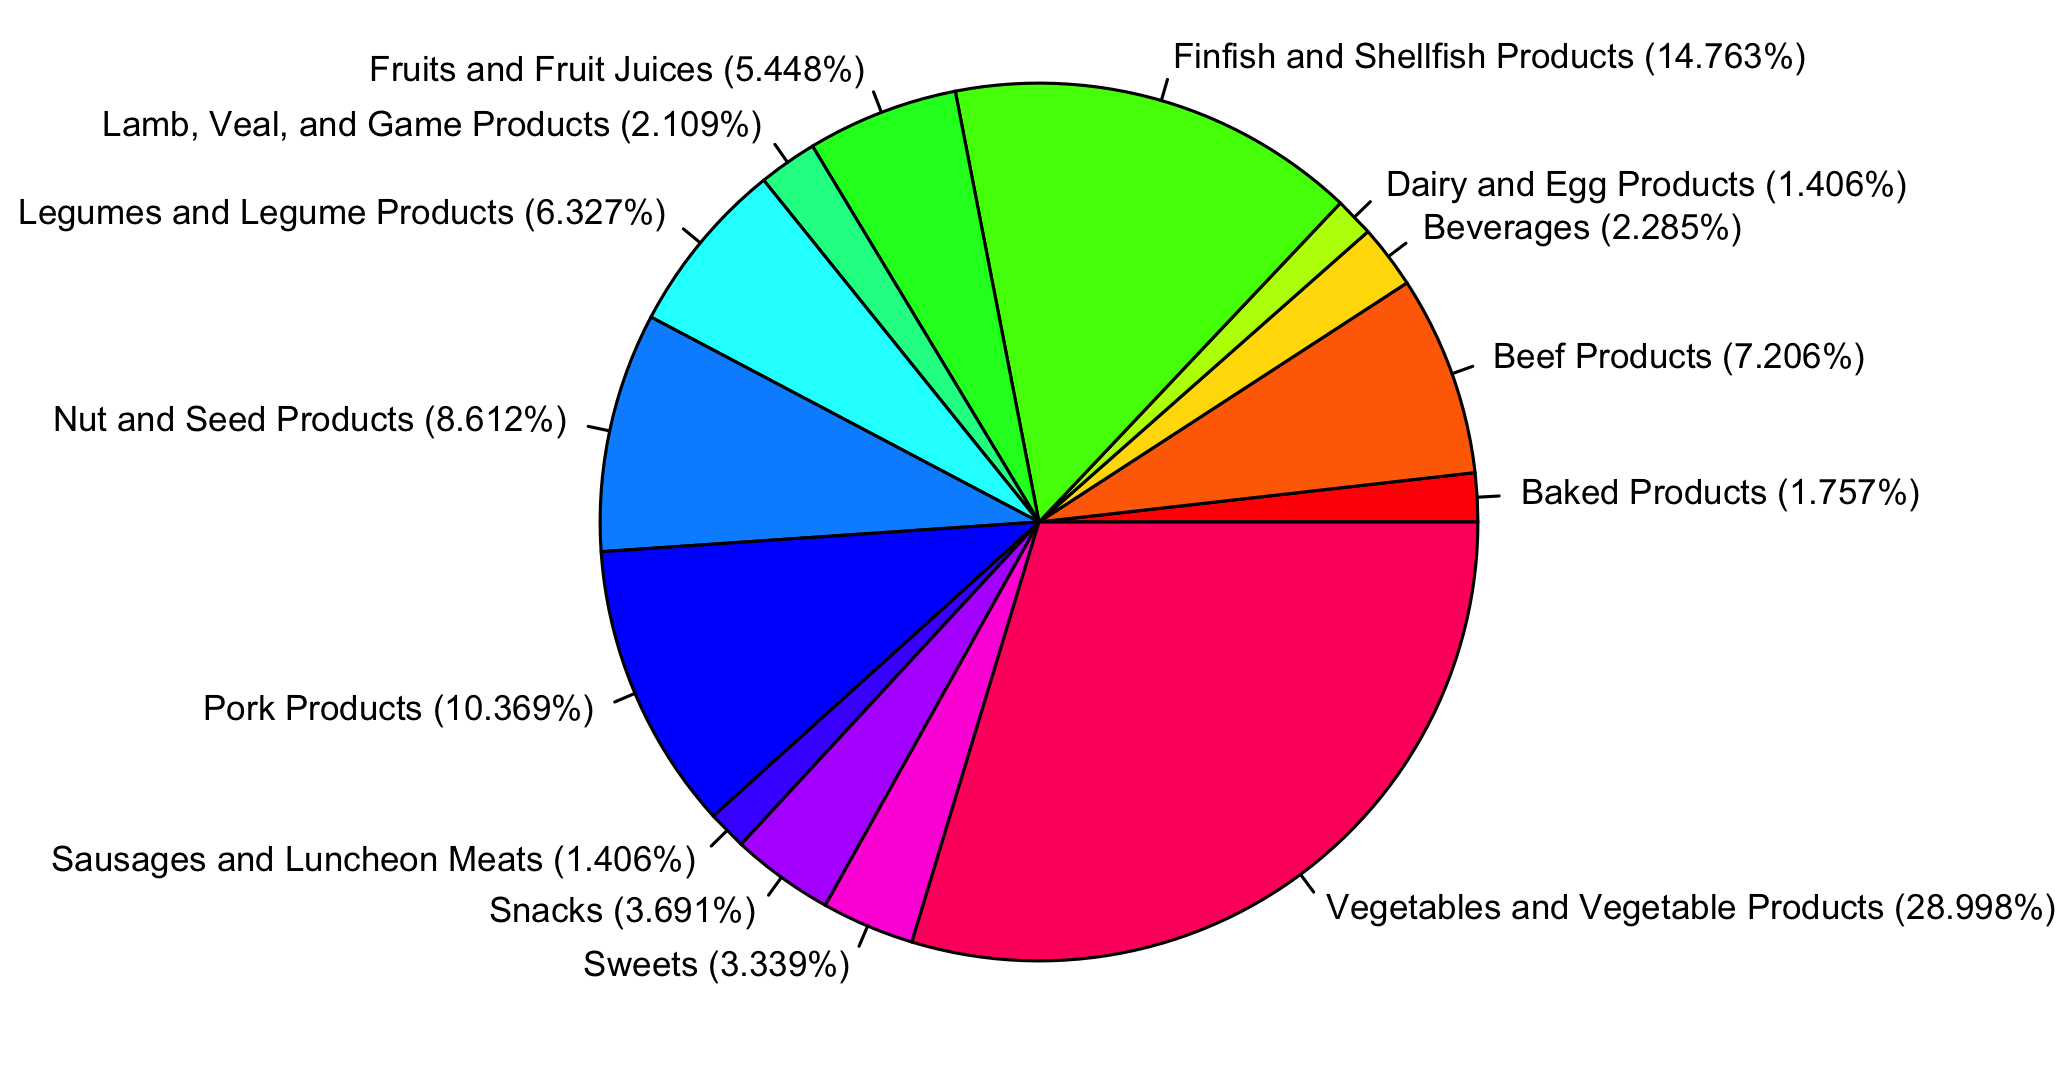 Finfish and Shellfish Products (14.763%)
Fruits and Fruit Juices (5.448%)
Lamb, Veal, and Game Products (2.109%)
Dairy and Egg Products (1.406%)
Legumes and Legume Products (6.327%)
Beverages (2.285%)
Beef Products (7.206%)
Nut and Seed Products (8.612%)
Baked Products (1.757%)
Pork Products (10.369%)
Sausages and Luncheon Meats (1.406%)
Vegetables and Vegetable Products (28.998%)
Snacks (3.691%)
Sweets (3.339%)